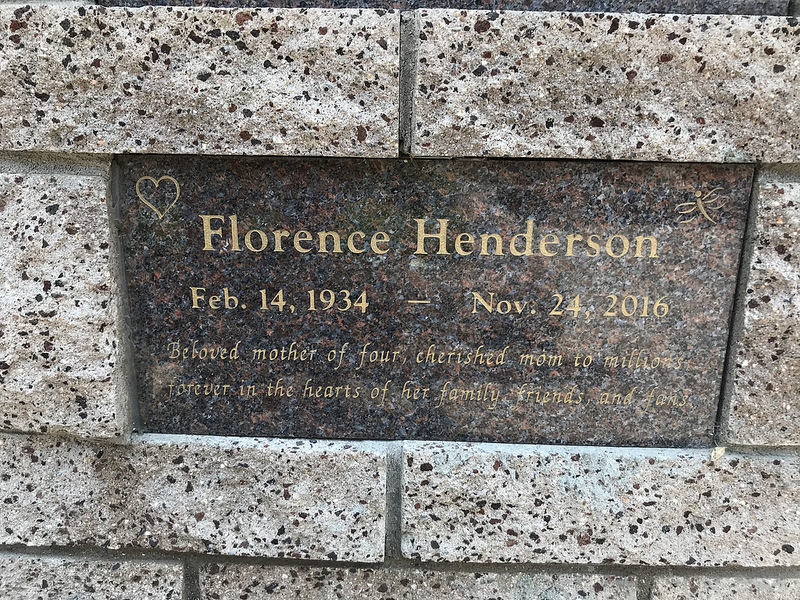 Florence Henderson
Feb. 14, 1934 — Nov. 24, 2016
Beloved mother of four, cherished mom to millions,
forever in the hearts of her family, friends, and fans.